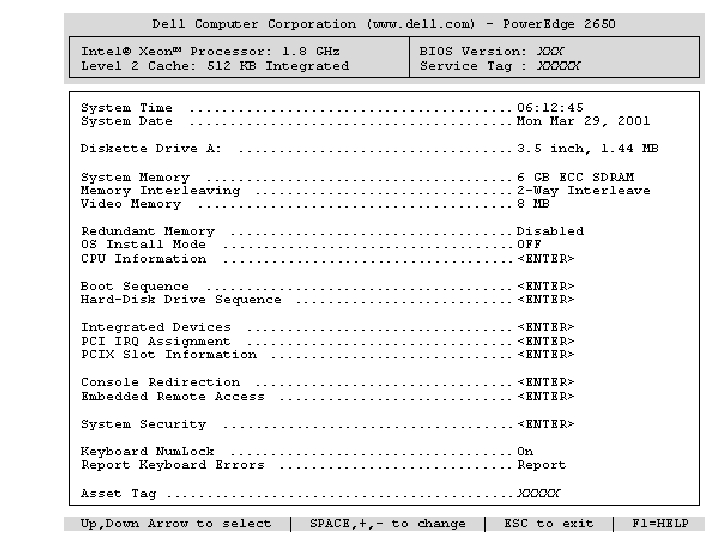 Dell Computer Corporation (www.dell.com) - PowerEdge 2650
Intel® Xeon™ Processor: 1.8 GHz
Level 2 Cache: 512 KB Integrated
BIOS Version: XXX
Service Tag : XXXXX
System Time ........................................ 06:12:45
System Date ........................................ Mon Mar 29, 2001
Diskette Drive A: .................................. 3.5 inch, 1.44 MB
System Memory ...................................... 6 GB ECC SDRAM
Memory Interleaving ................................ 2-Way Interleave
Video Memory ....................................... 8 MB
Redundant Memory ................................... Disabled
OS Install Mode .................................... OFF
CPU Information .................................... <ENTER>
Boot Sequence ...................................... <ENTER>
Hard-Disk Drive Sequence ........................... <ENTER>
Integrated Devices ................................. <ENTER>
PCI IRQ Assignment ................................. <ENTER>
PCIX Slot Information .............................. <ENTER>
Console Redirection ................................ <ENTER>
Embedded Remote Access ............................. <ENTER>
System Security .................................... <ENTER>
Keyboard NumLock ................................... On
Report Keyboard Errors ............................. Report
Asset Tag .......................................... XXXXX
Up,Down Arrow to select | SPACE,+,- to change | ESC to exit | F1=HELP